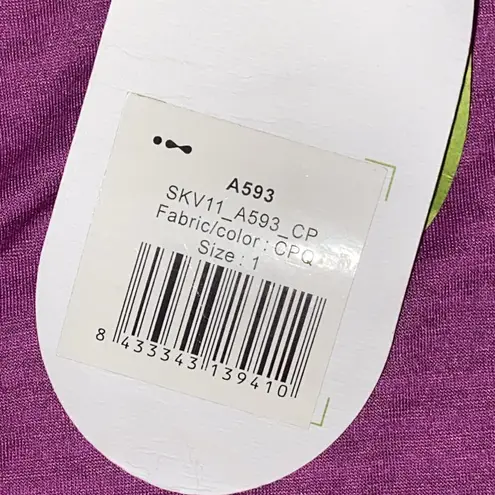 A593
SKV11_A593_CP
Fabric/color : CPQ
Size : 1
8 433343 139410